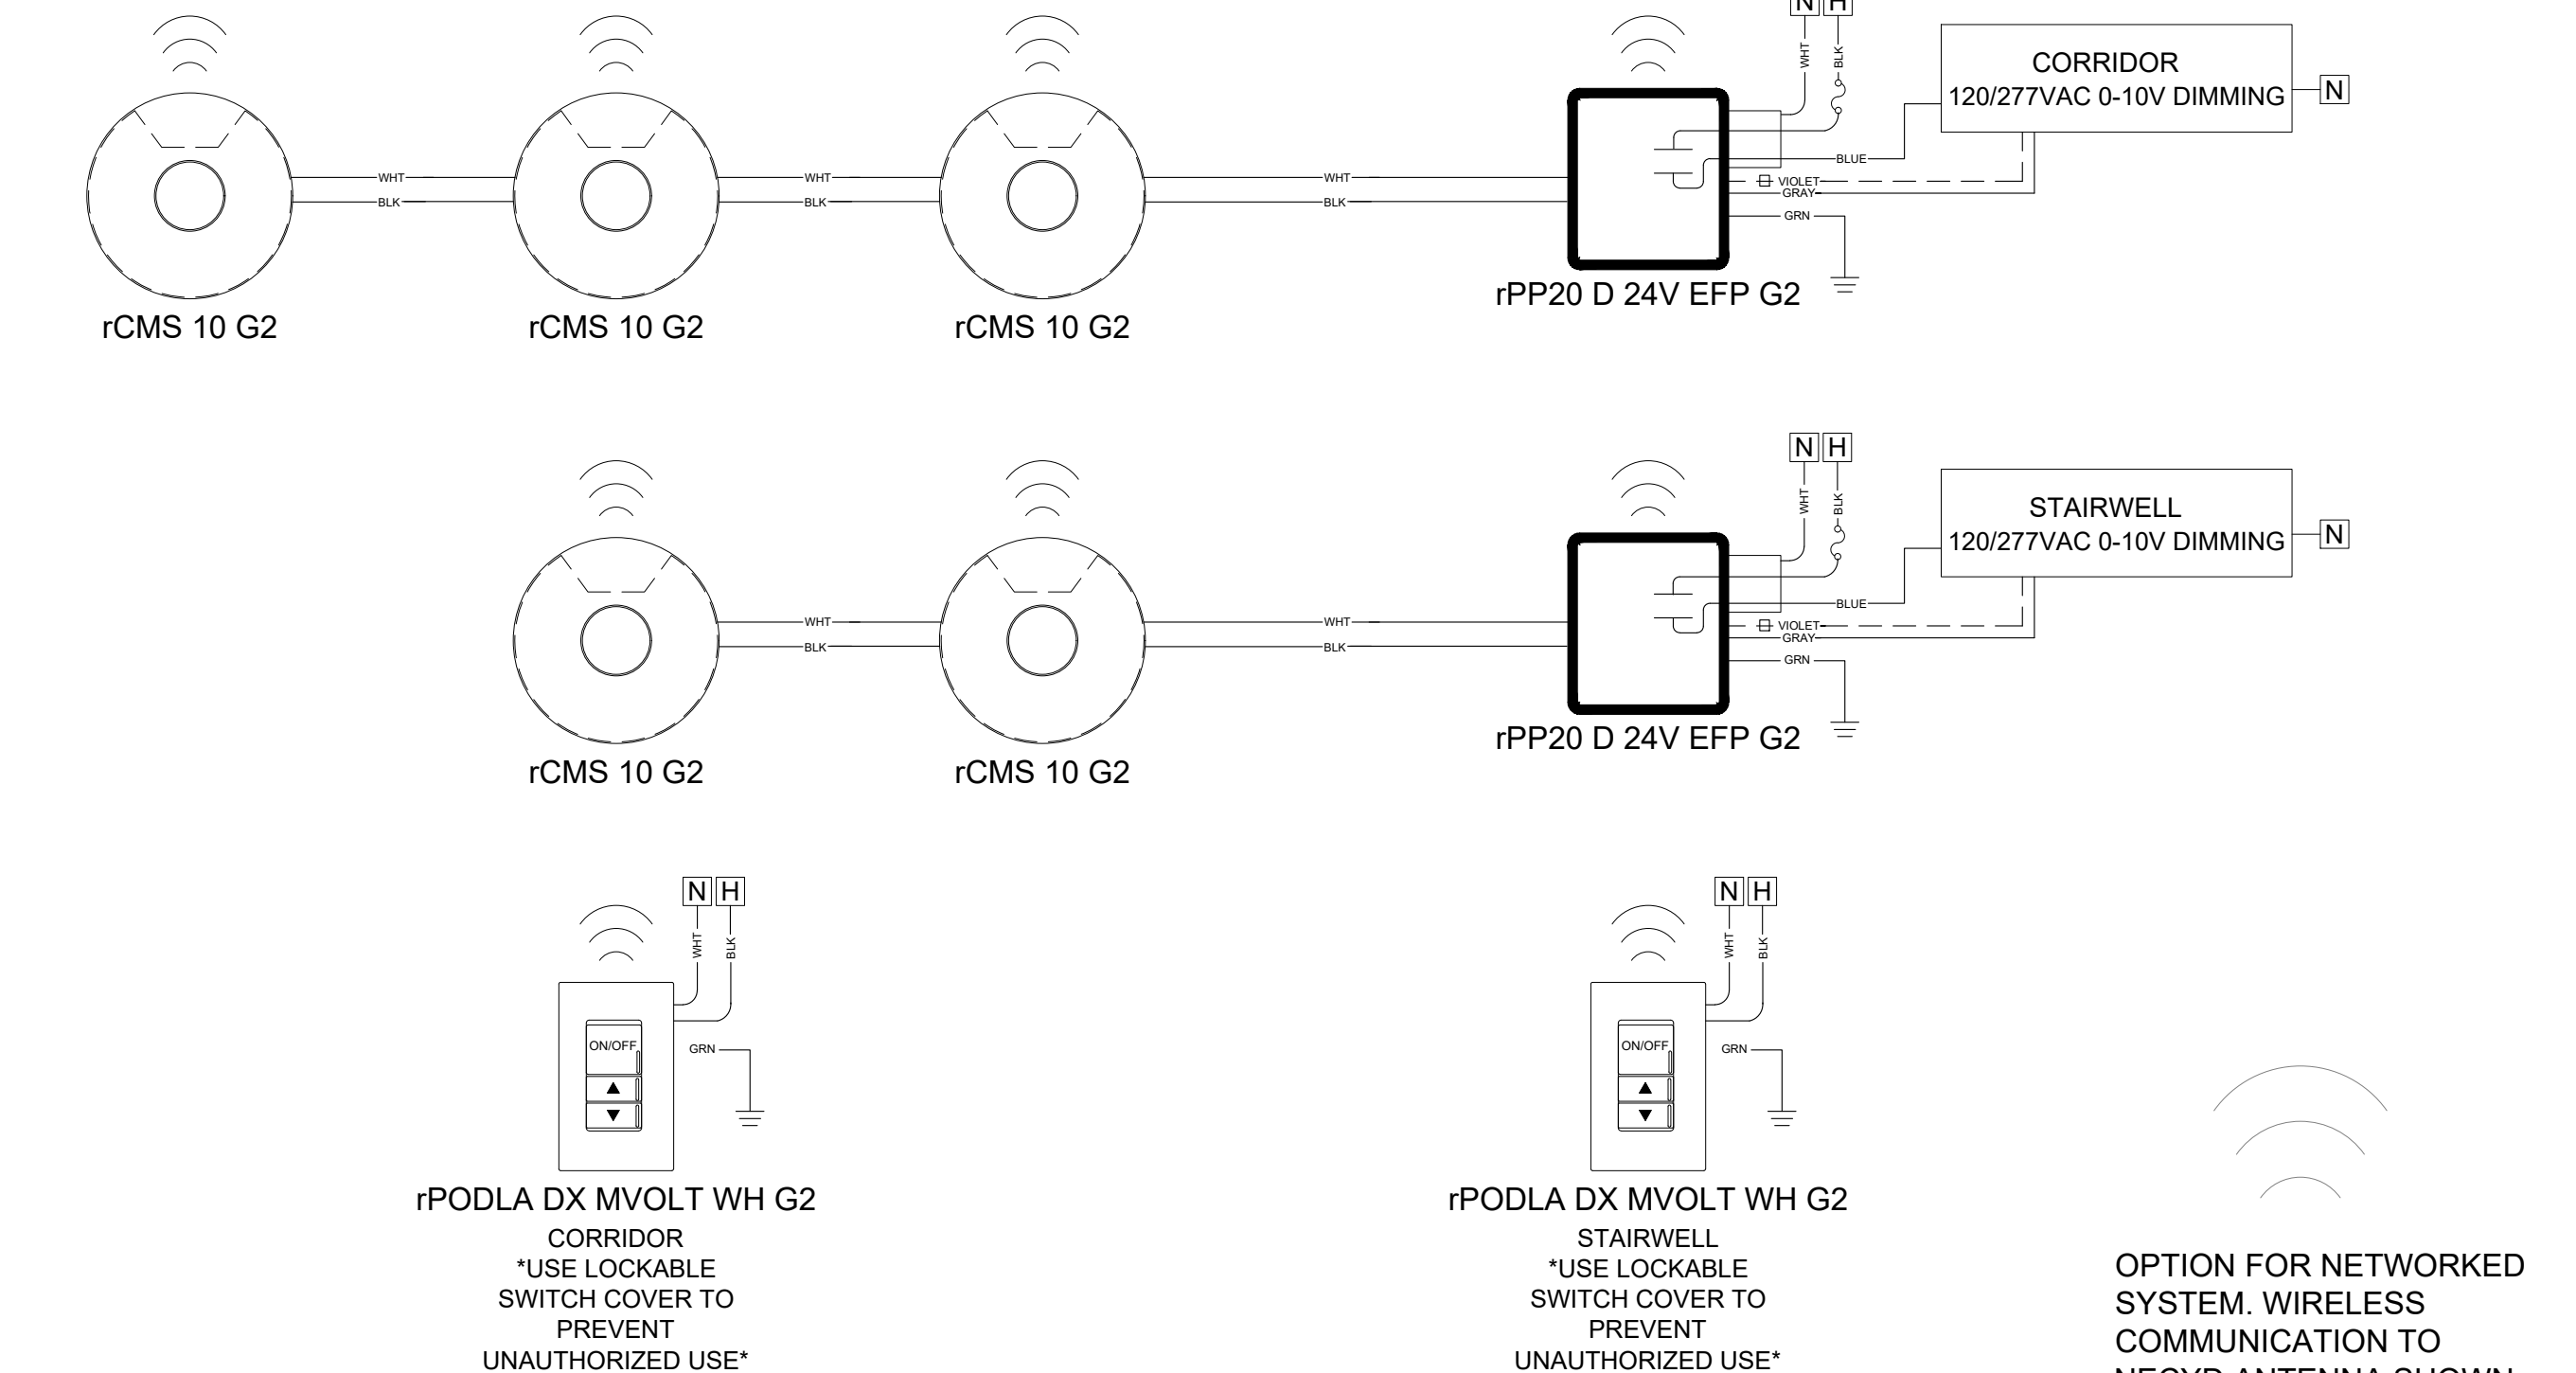 N H
WHT
BLK
CORRIDOR
120/277VAC 0-10V DIMMING
N
WHT
BLK
WHT
BLK
WHT
BLK
BLUE
VIOLET
GRAY
GRN
rCMS 10 G2
rCMS 10 G2
rCMS 10 G2
rPP20 D 24V EFP G2
N H
WHT
BLK
STAIRWELL
120/277VAC 0-10V DIMMING
N
WHT
BLK
WHT
BLK
BLUE
VIOLET
GRAY
GRN
rCMS 10 G2
rCMS 10 G2
rPP20 D 24V EFP G2
N H
WHT
BLK
ON/OFF
GRN
rPODLA DX MVOLT WH G2
CORRIDOR
*USE LOCKABLE
SWITCH COVER TO
PREVENT
UNAUTHORIZED USE*
N H
WHT
BLK
ON/OFF
GRN
rPODLA DX MVOLT WH G2
STAIRWELL
*USE LOCKABLE
SWITCH COVER TO
PREVENT
UNAUTHORIZED USE*
OPTION FOR NETWORKED
SYSTEM. WIRELESS
COMMUNICATION TO
NECYD ANTENNA SHOWN